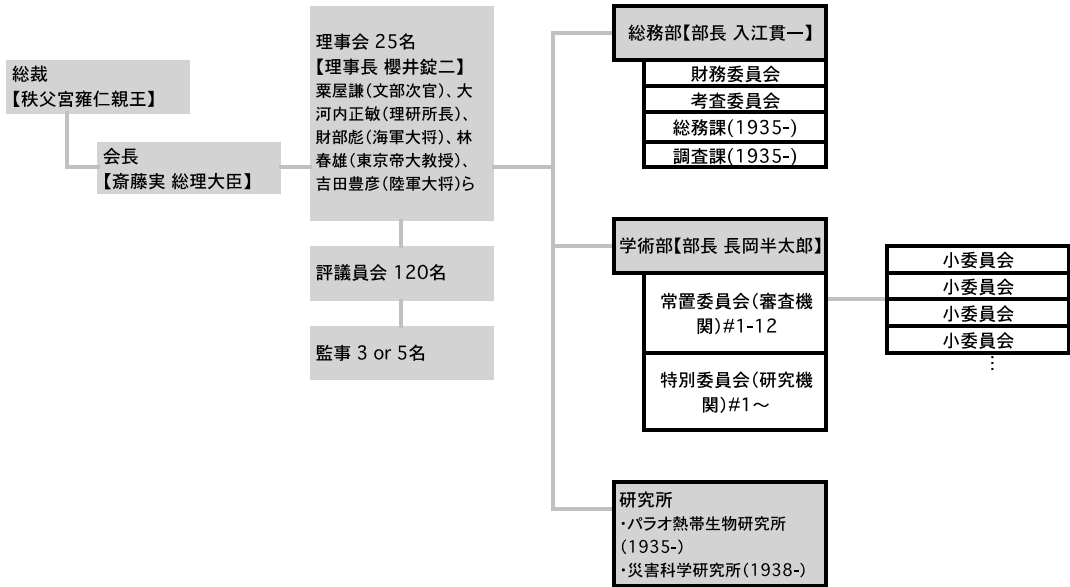 総裁
【秩父宮雍仁親王】
会長
【斎藤実 総理大臣】
理事会 25名
【理事長 櫻井錠二】
粟屋謙(文部次官)、大
河内正敏(理研所長)、
財部彪(海軍大将)、林
春雄(東京帝大教授)、
吉田豊彦(陸軍大将)ら
評議員会 120名
監事 3 or 5名
総務部【部長 入江貫一】
財務委員会
考査委員会
総務課(1935-)
調査課(1935-)
学術部【部長 長岡半太郎】
常置委員会(審査機
関)#1-12
特別委員会(研究機
関)#1～
小委員会
小委員会
小委員会
小委員会
…
研究所
・パラオ熱帯生物研究所
(1935-)
・災害科学研究所(1938-)